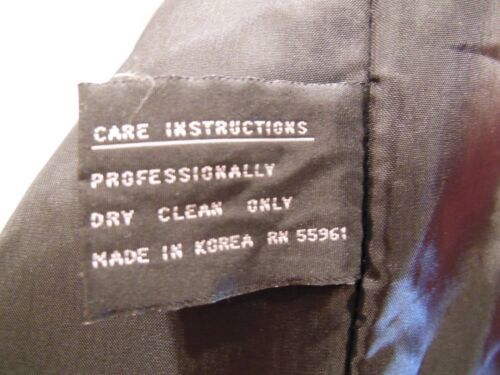 CARE INSTRUCTIONS
PROFESSIONALLY
DRY CLEAN ONLY
MADE IN KOREA RN 55961